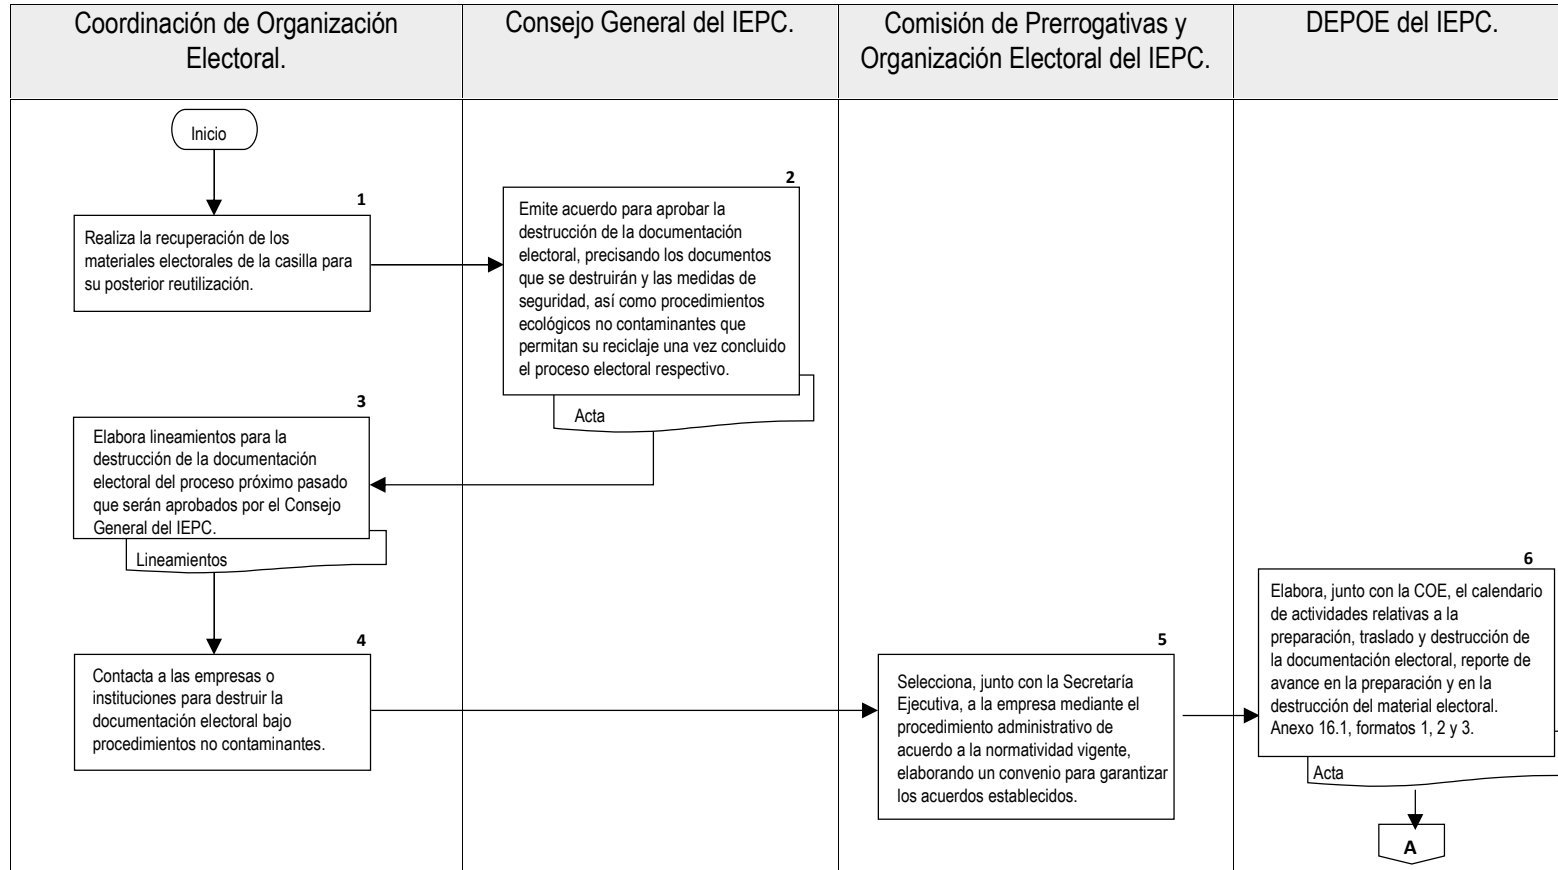 Coordinación de Organización
Electoral.
Consejo General del IEPC.
Comisión de Prerrogativas y
Organización Electoral del IEPC.
DEPOE del IEPC.
Inicio
1
Realiza la recuperación de los
materiales electorales de la casilla para
su posterior reutilización.
2
Emite acuerdo para aprobar la
destrucción de la documentación
electoral, precisando los documentos
que se destruirán y las medidas de
seguridad, así como procedimientos
ecológicos no contaminantes que
permitan su reciclaje una vez concluido
el proceso electoral respectivo.
Acta
3
Elabora lineamientos para la
destrucción de la documentación
electoral del proceso próximo pasado
que serán aprobados por el Consejo
General del IEPC.
Lineamientos
4
Contacta a las empresas o
instituciones para destruir la
documentación electoral bajo
procedimientos no contaminantes.
5
Selecciona, junto con la Secretaría
Ejecutiva, a la empresa mediante el
procedimiento administrativo de
acuerdo a la normatividad vigente,
elaborando un convenio para garantizar
los acuerdos establecidos.
6
Elabora, junto con la COE, el calendario
de actividades relativas a la
preparación, traslado y destrucción de
la documentación electoral, reporte de
avance en la preparación y en la
destrucción del material electoral.
Anexo 16.1, formatos 1, 2 y 3.
Acta
A